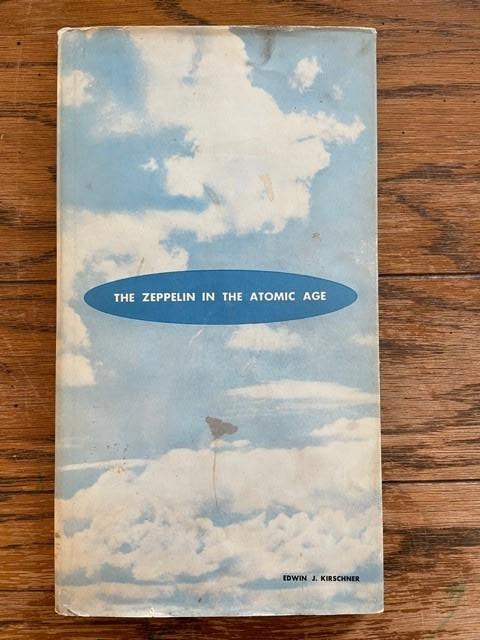 THE ZEPPELIN IN THE ATOMIC AGE
EDWIN J. KIRSCHNER